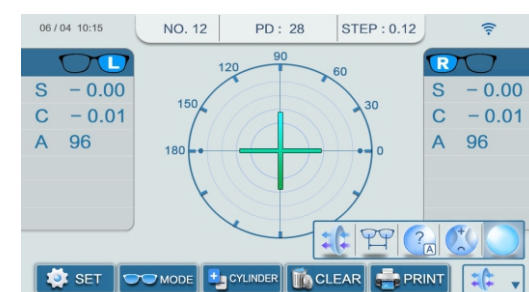 06 / 04 10:15
NO. 12
PD : 28
STEP : 0.12
L
S - 0.00
C - 0.01
A 96
R
S - 0.00
C - 0.01
A 96
90
120
60
150
30
180
0
?
A
SET
MODE
CYLINDER
CLEAR
PRINT